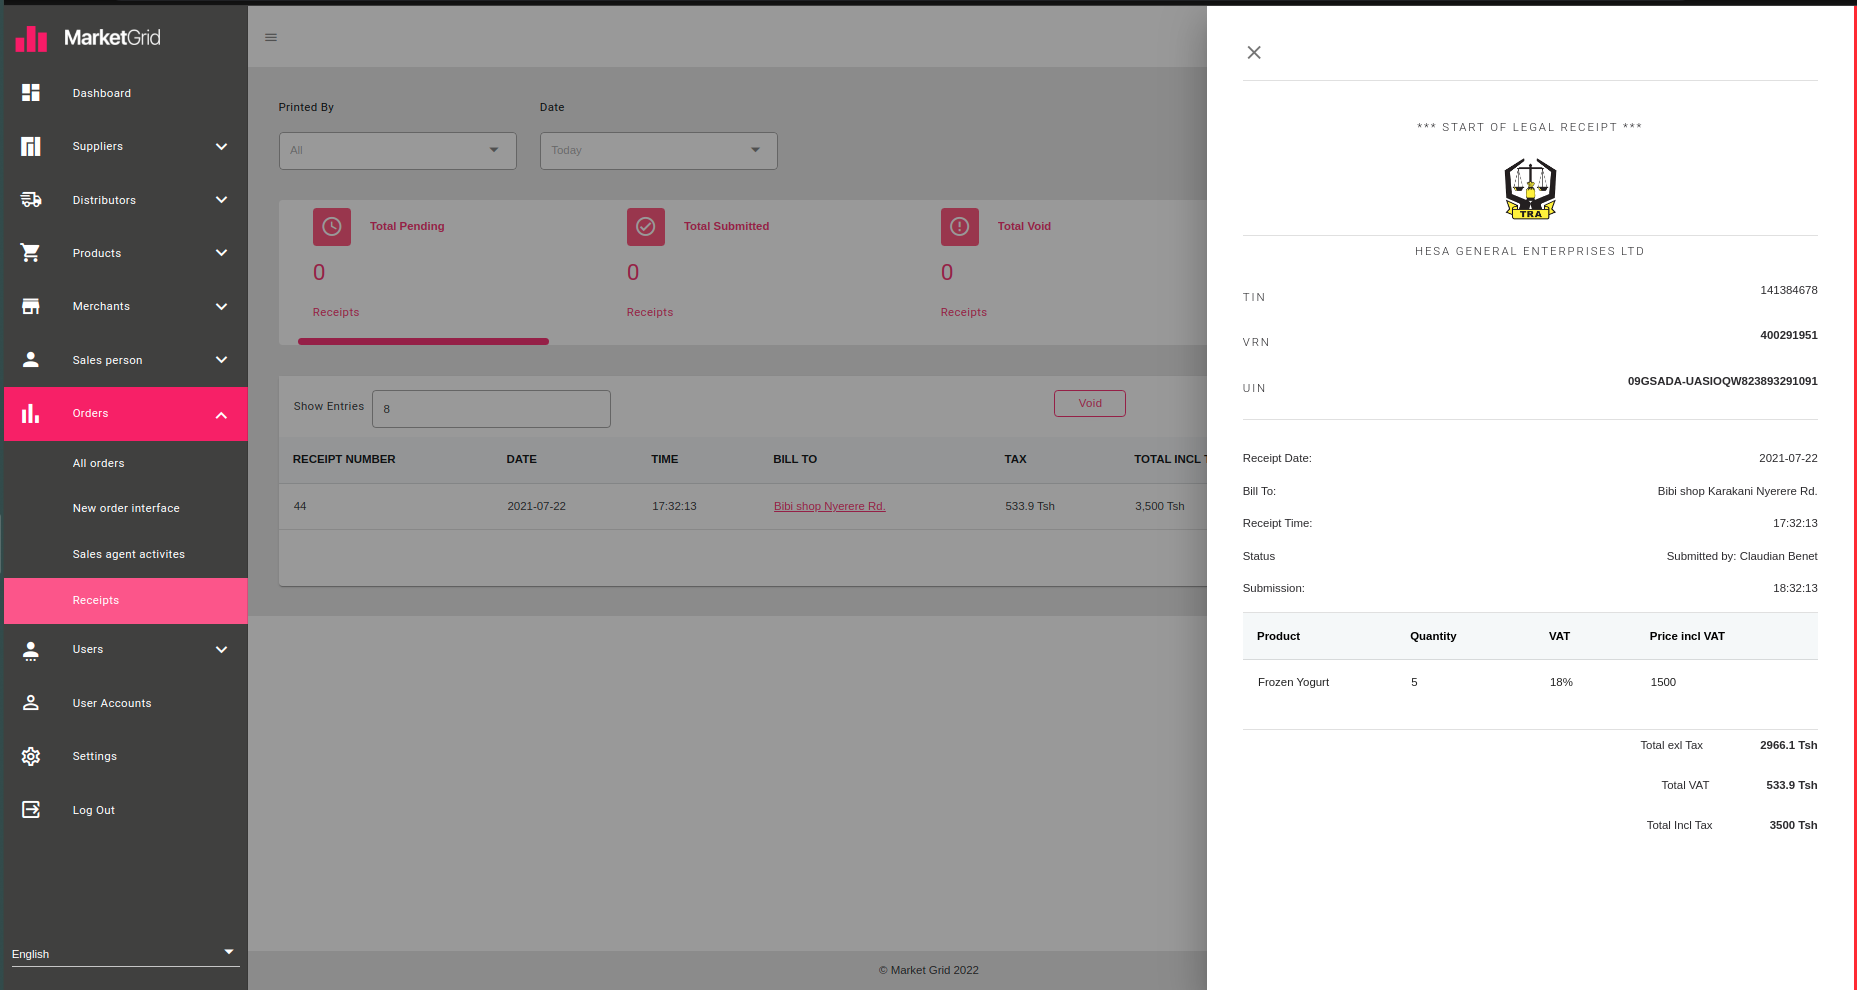 MarketGrid
Dashboard
Suppliers
Distributors
Products
Merchants
Sales person
Orders
All orders
New order interface
Sales agent activites
Receipts
Users
User Accounts
Settings
Log Out
English
Printed By
Date
All
Today
Total Pending
0
Receipts
Total Submitted
0
Receipts
Total Void
0
Receipts
Show Entries 8
Void
RECEIPT NUMBER DATE TIME BILL TO TAX TOTAL INCL
44 2021-07-22 17:32:13 Bibi shop Nyerere Rd. 533.9 Tsh 3,500 Tsh
© Market Grid 2022
*** START OF LEGAL RECEIPT ***
TRA
HESA GENERAL ENTERPRISES LTD
TIN 141384678
VRN 400291951
UIN 09GSADA-UASIOQW823893291091
Receipt Date: 2021-07-22
Bill To: Bibi shop Karakani Nyerere Rd.
Receipt Time: 17:32:13
Status Submitted by: Claudian Benet
Submission: 18:32:13
Product Quantity VAT Price incl VAT
Frozen Yogurt 5 18% 1500
Total exl Tax 2966.1 Tsh
Total VAT 533.9 Tsh
Total Incl Tax 3500 Tsh